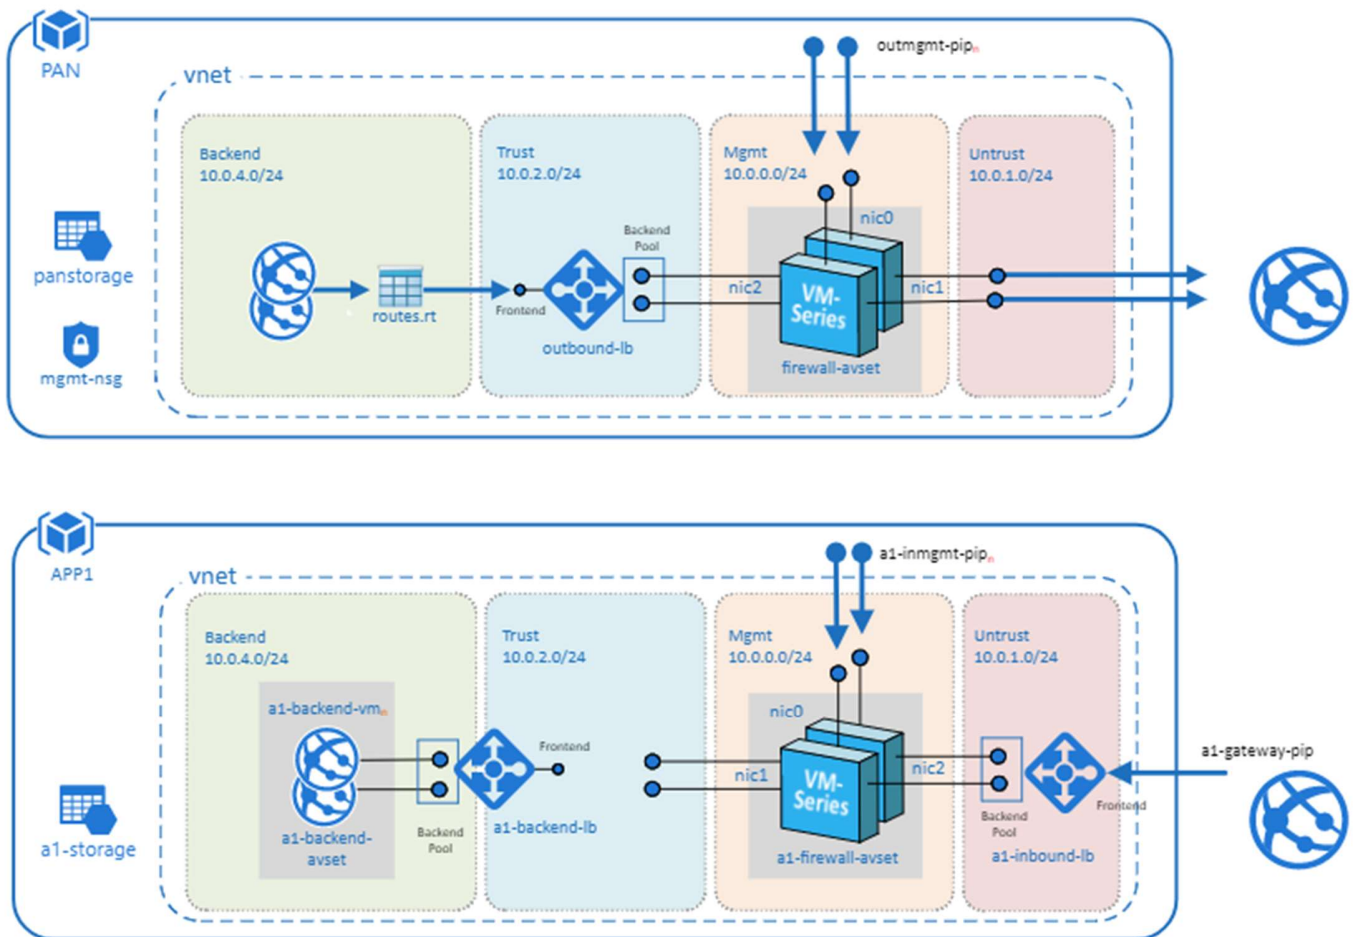 PAN
vnet
outmgmt-pipn
Backend
10.0.4.0/24
Trust
10.0.2.0/24
Mgmt
10.0.0.0/24
Untrust
10.0.1.0/24
panstorage
mgmt-nsg
routes.rt
Frontend
outbound-lb
Backend
Pool
nic2
nic0
nic1
VM-
Series
firewall-avset
APP1
vnet
a1-inmgmt-pipn
Backend
10.0.4.0/24
Trust
10.0.2.0/24
Mgmt
10.0.0.0/24
Untrust
10.0.1.0/24
a1-storage
a1-backend-vmn
a1-backend-
avset
Backend
Pool
Frontend
a1-backend-lb
nic0
nic1
nic2
VM-
Series
a1-firewall-avset
Backend
Pool
Frontend
a1-inbound-lb
a1-gateway-pip